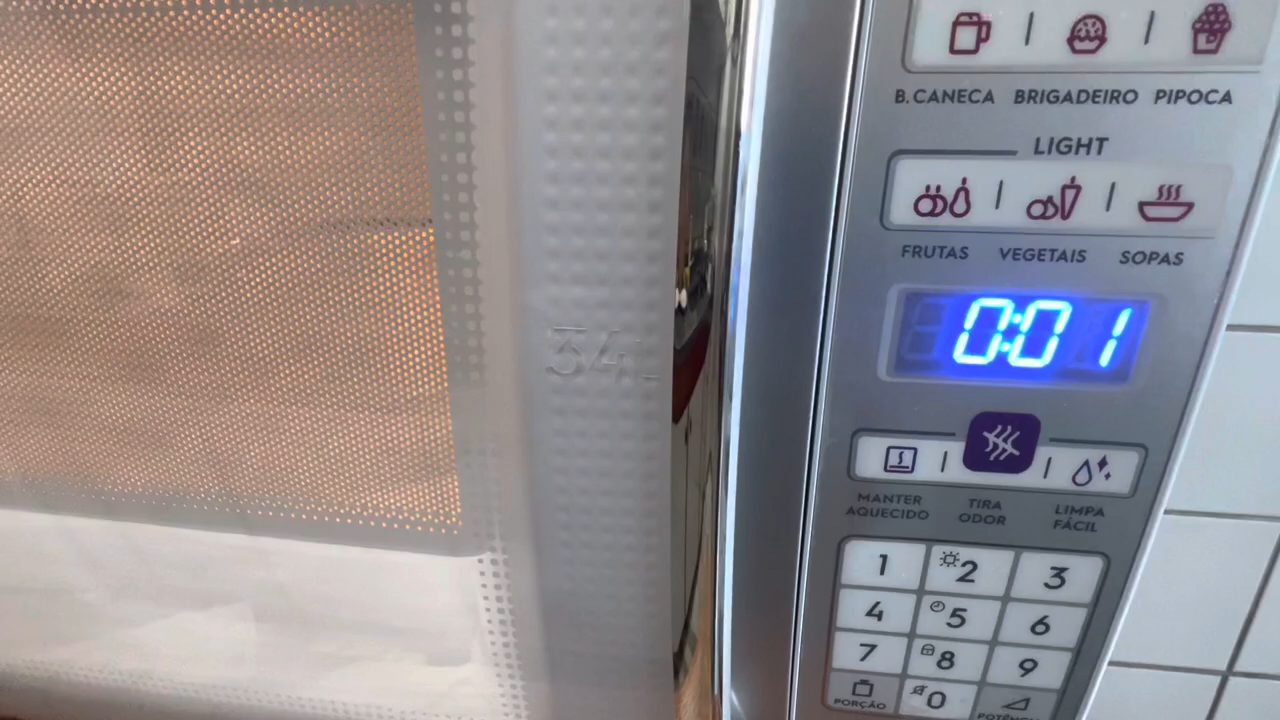 B. CANECA BRIGADEIRO PIPOCA
LIGHT
FRUTAS VEGETAIS SOPAS
34L
0:01
MANTER AQUECIDO
TIRA ODOR
LIMPA FÁCIL
1 2 3
4 5 6
7 8 9
PORÇÃO 0 POTÊNCIA